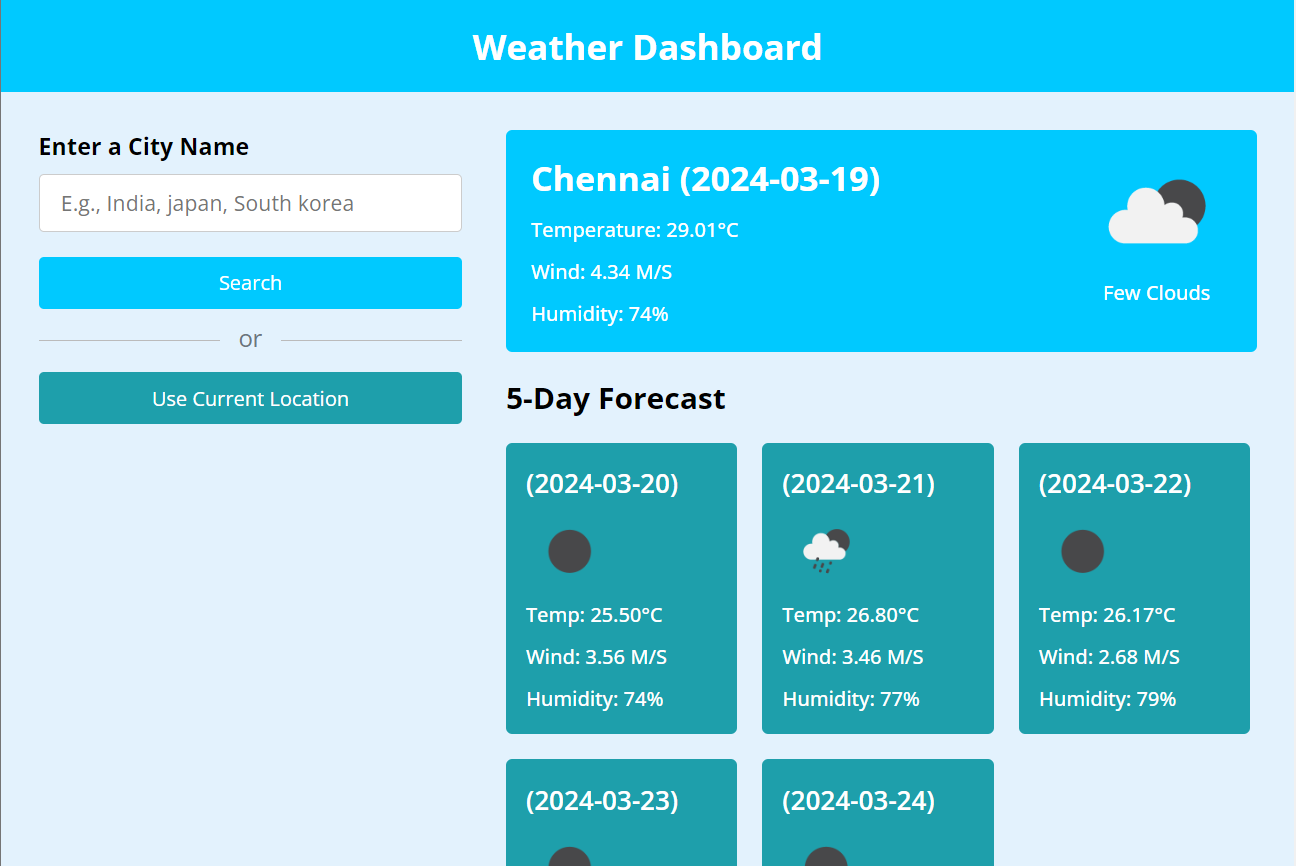 Weather Dashboard
Enter a City Name
E.g., India, japan, South korea
Search
or
Use Current Location
Chennai (2024-03-19)
Temperature: 29.01°C
Wind: 4.34 M/S
Humidity: 74%
Few Clouds
5-Day Forecast
(2024-03-20)
Temp: 25.50°C
Wind: 3.56 M/S
Humidity: 74%
(2024-03-21)
Temp: 26.80°C
Wind: 3.46 M/S
Humidity: 77%
(2024-03-22)
Temp: 26.17°C
Wind: 2.68 M/S
Humidity: 79%
(2024-03-23)
(2024-03-24)